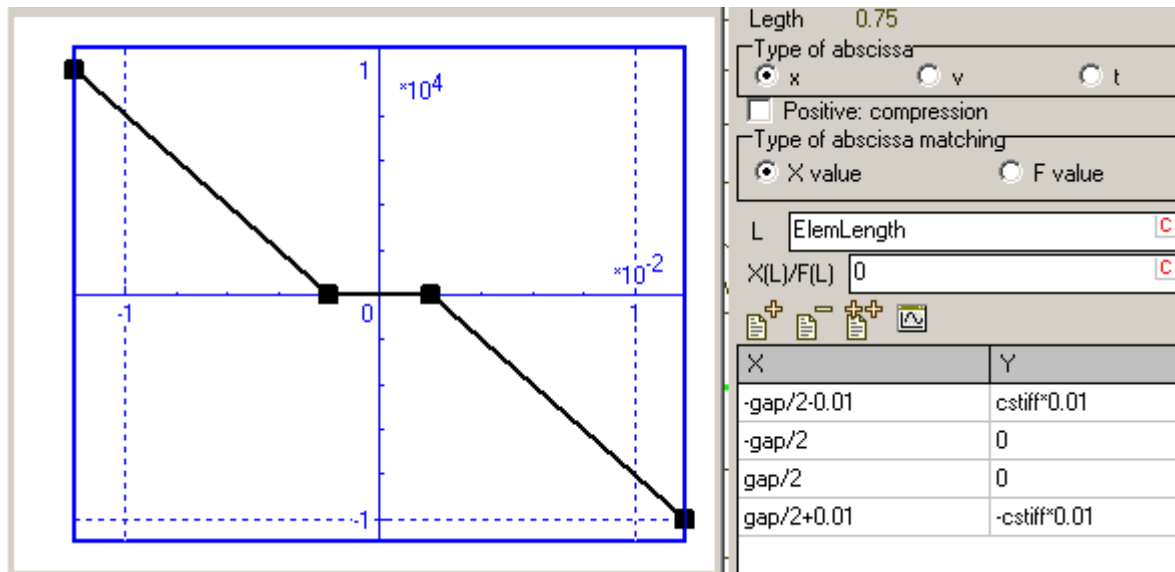 1
*10⁴
*10⁻²
-1
0
1
-1
Legth 0.75
Type of abscissa
x v t
Positive: compression
Type of abscissa matching
X value F value
L ElemLength C
X(L)/F(L) 0 C
X Y
-gap/2-0.01 cstiff*0.01
-gap/2 0
gap/2 0
gap/2+0.01 -cstiff*0.01